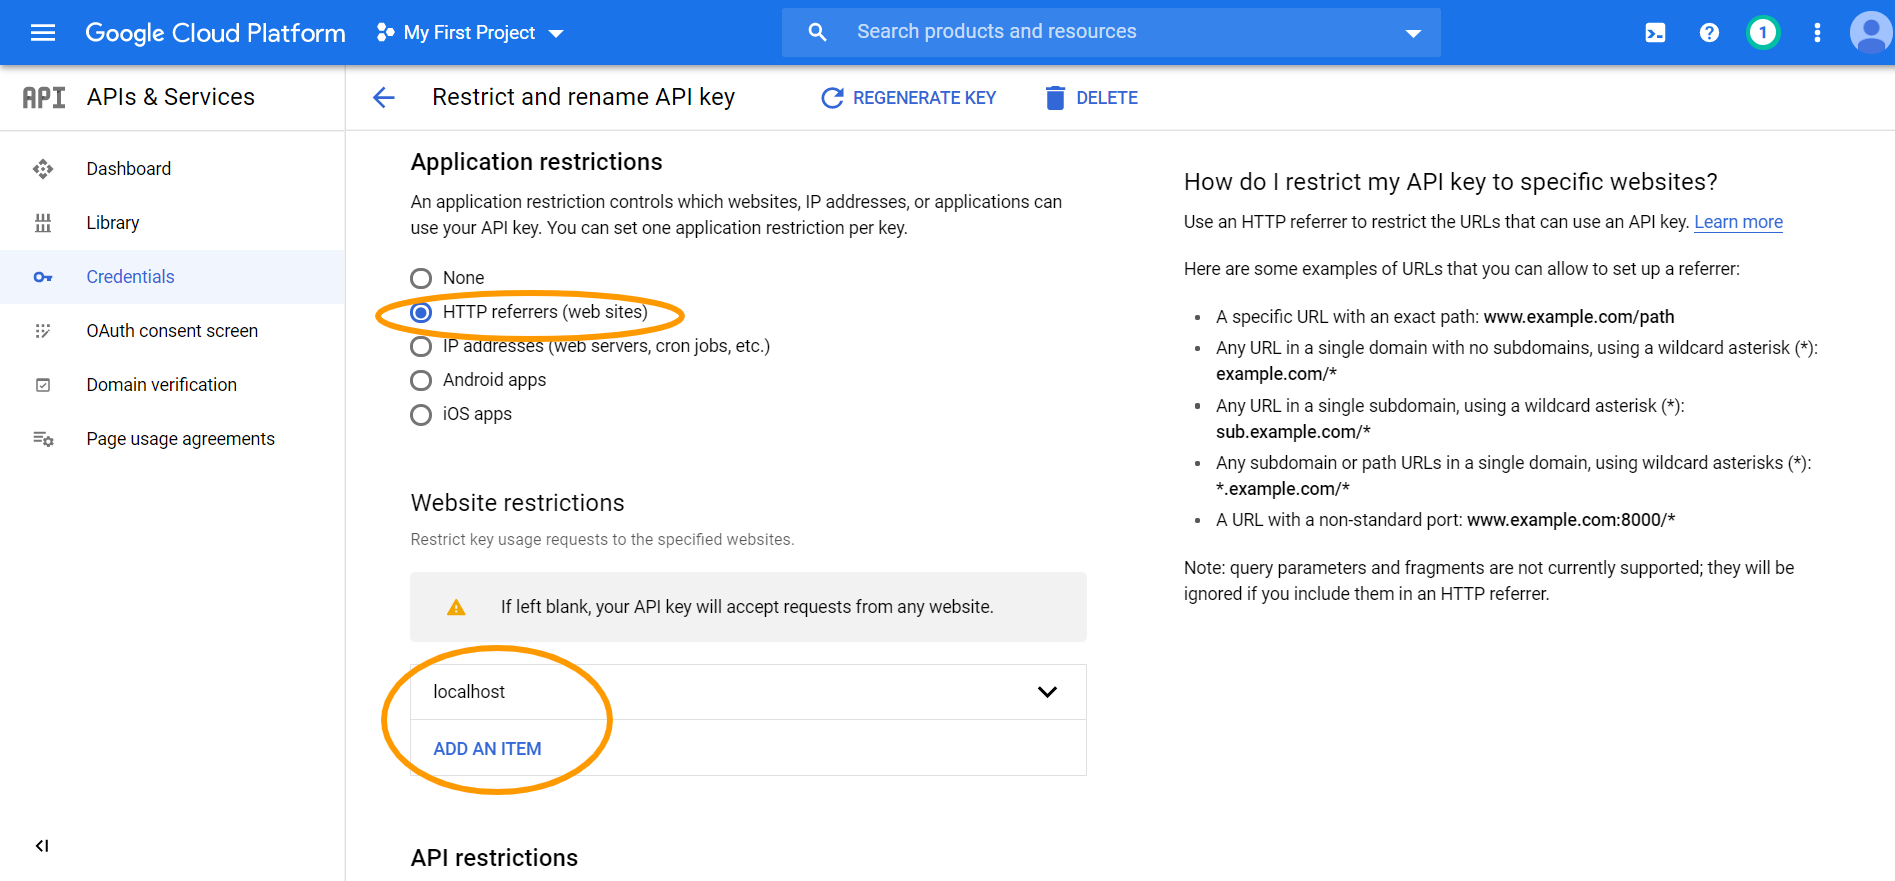 Google Cloud Platform
My First Project
Search products and resources
1
API
APIs & Services
Restrict and rename API key
REGENERATE KEY
DELETE
Dashboard
Library
Credentials
OAuth consent screen
Domain verification
Page usage agreements
Application restrictions
An application restriction controls which websites, IP addresses, or applications can
use your API key. You can set one application restriction per key.
None
HTTP referrers (web sites)
IP addresses (web servers, cron jobs, etc.)
Android apps
iOS apps
Website restrictions
Restrict key usage requests to the specified websites.
If left blank, your API key will accept requests from any website.
localhost
ADD AN ITEM
API restrictions
How do I restrict my API key to specific websites?
Use an HTTP referrer to restrict the URLs that can use an API key. Learn more
Here are some examples of URLs that you can allow to set up a referrer:
• A specific URL with an exact path: www.example.com/path
• Any URL in a single domain with no subdomains, using a wildcard asterisk (*):
example.com/*
• Any URL in a single subdomain, using a wildcard asterisk (*):
sub.example.com/*
• Any subdomain or path URLs in a single domain, using wildcard asterisks (*):
*.example.com/*
• A URL with a non-standard port: www.example.com:8000/*
Note: query parameters and fragments are not currently supported; they will be
ignored if you include them in an HTTP referrer.